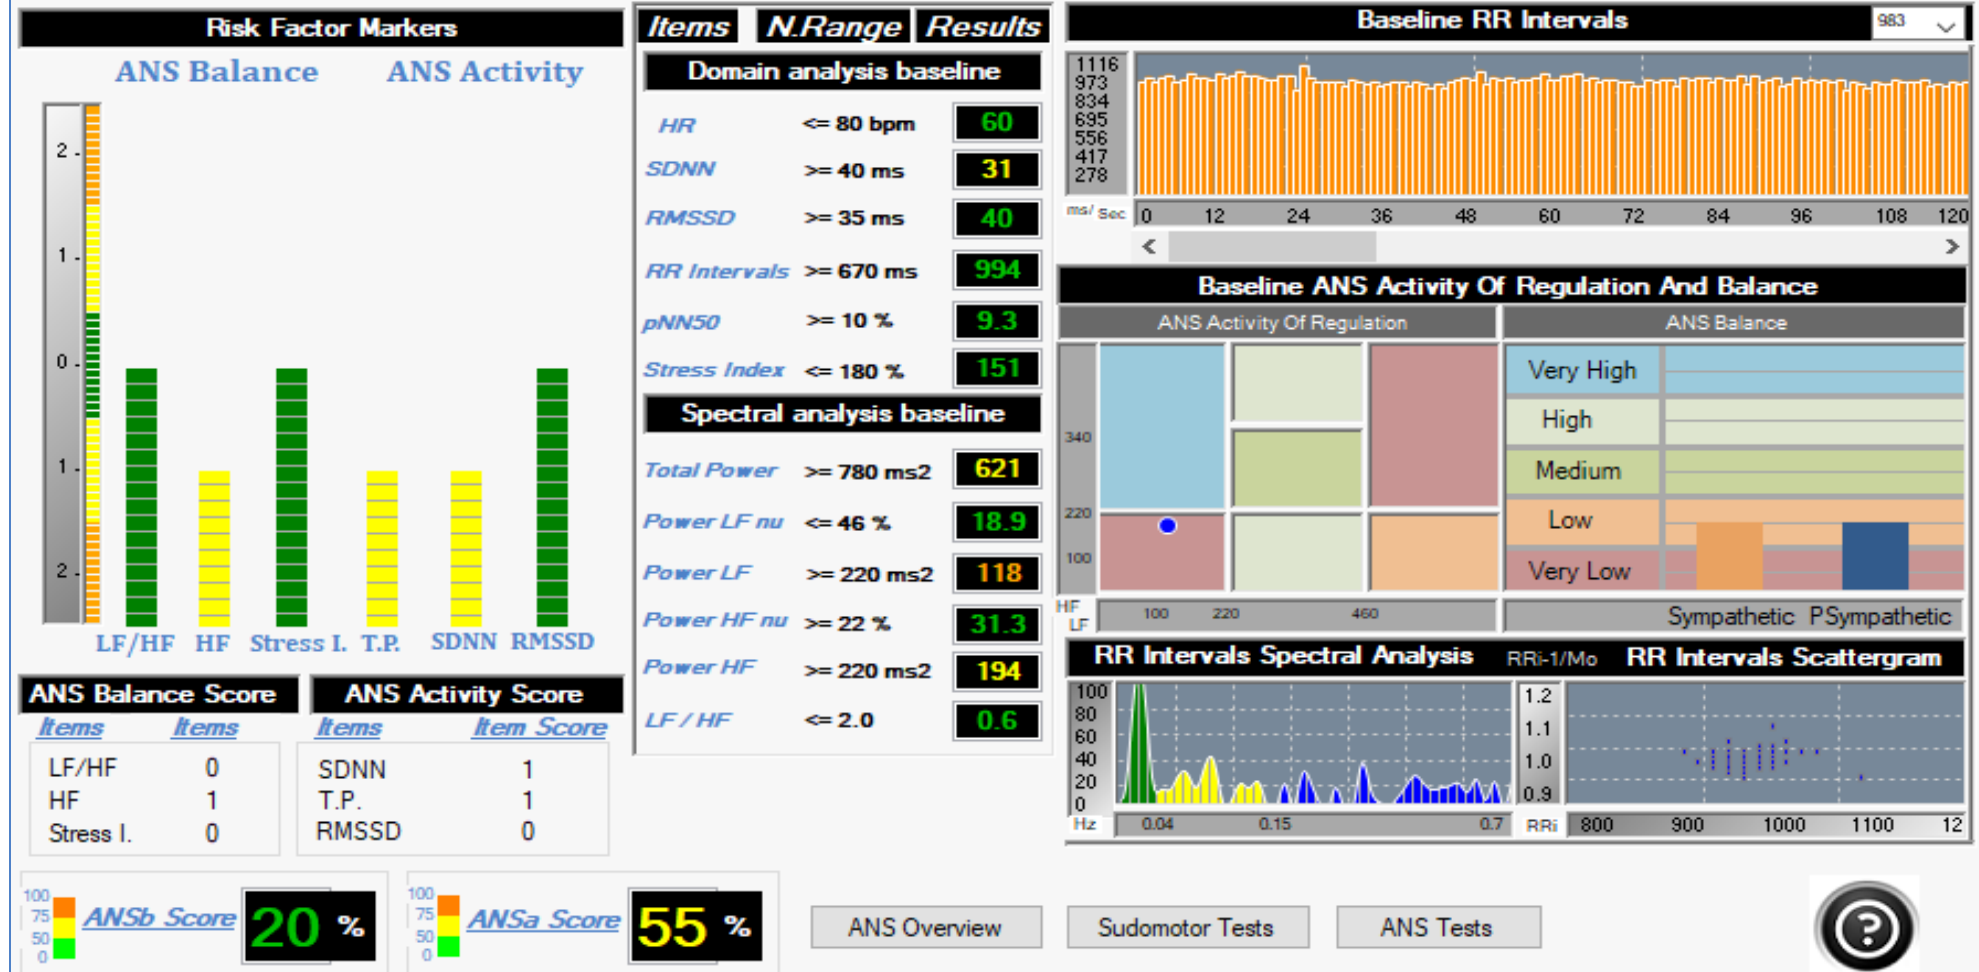 Risk Factor Markers
ANS Balance ANS Activity
2
1
0
1
2
LF/HF HF Stress I. T.P. SDNN RMSSD
ANS Balance Score
Items Items
LF/HF 0
HF 1
Stress I. 0
ANS Activity Score
Items Item Score
SDNN 1
T.P. 1
RMSSD 0
100
75
50
0
ANSb Score 20 %
100
75
50
0
ANSa Score 55 %
Items N.Range Results
Domain analysis baseline
HR <= 80 bpm 60
SDNN >= 40 ms 31
RMSSD >= 35 ms 40
RR Intervals >= 670 ms 994
pNN50 >= 10 % 9.3
Stress Index <= 180 % 151
Spectral analysis baseline
Total Power >= 780 ms2 621
Power LF nu <= 46 % 18.9
Power LF >= 220 ms2 118
Power HF nu >= 22 % 31.3
Power HF >= 220 ms2 194
LF / HF <= 2.0 0.6
Baseline RR Intervals 983
1116
973
834
695
556
417
278
ms/ Sec 0 12 24 36 48 60 72 84 96 108 120
Baseline ANS Activity Of Regulation And Balance
ANS Activity Of Regulation
340
220
100
HF
LF 100 220 460
ANS Balance
Very High
High
Medium
Low
Very Low
Sympathetic PSympathetic
RR Intervals Spectral Analysis
100
80
60
40
20
0
Hz 0.04 0.15 0.7
RRi-1/Mo RR Intervals Scattergram
1.2
1.1
1.0
0.9
RRi 800 900 1000 1100 12
ANS Overview Sudomotor Tests ANS Tests
?